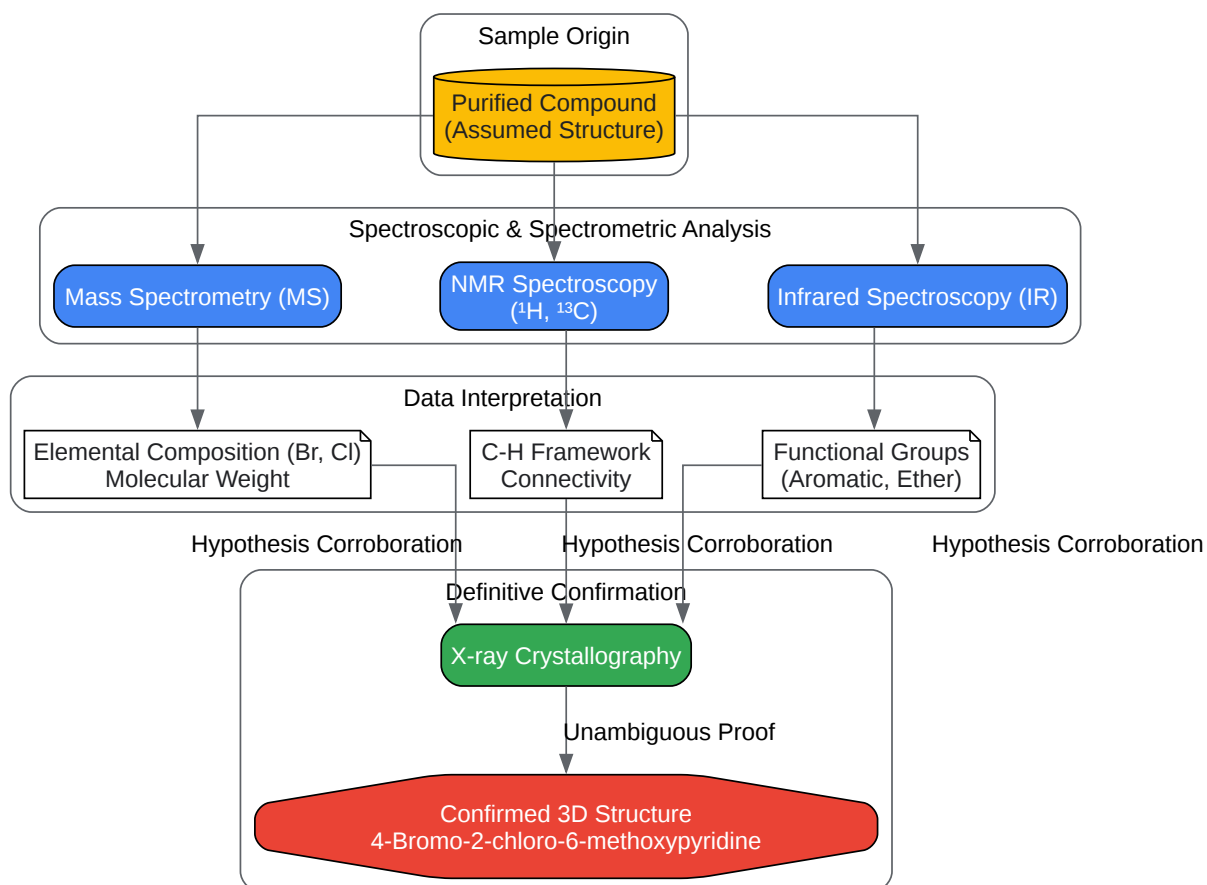 Sample Origin
Purified Compound
(Assumed Structure)
Spectroscopic & Spectrometric Analysis
Mass Spectrometry (MS)
NMR Spectroscopy
(¹H, ¹³C)
Infrared Spectroscopy (IR)
Data Interpretation
Elemental Composition (Br, Cl)
Molecular Weight
C-H Framework
Connectivity
Functional Groups
(Aromatic, Ether)
Hypothesis Corroboration
Hypothesis Corroboration
Hypothesis Corroboration
Definitive Confirmation
X-ray Crystallography
Unambiguous Proof
Confirmed 3D Structure
4-Bromo-2-chloro-6-methoxypyridine